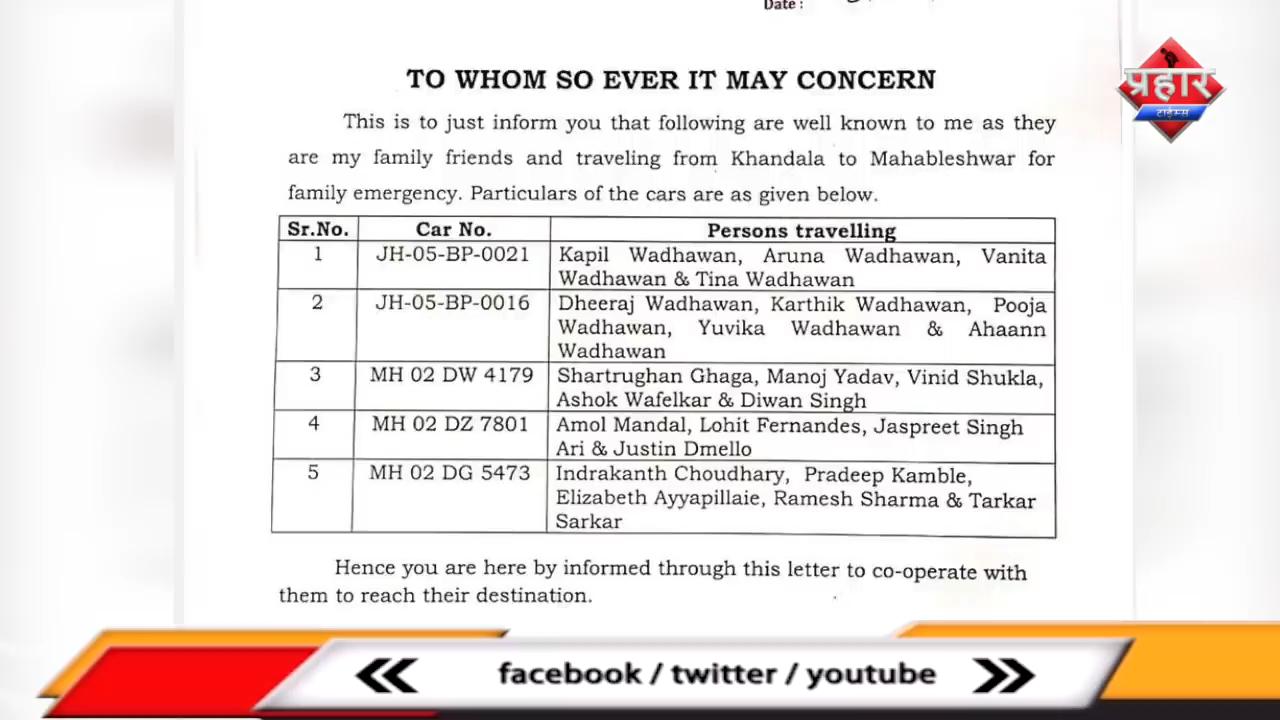 Date :
TO WHOM SO EVER IT MAY CONCERN
प्रहार
टाईम्स
This is to just inform you that following are well known to me as they
are my family friends and traveling from Khandala to Mahableshwar for
family emergency. Particulars of the cars are as given below.
Sr.No. Car No. Persons travelling
1 JH-05-BP-0021 Kapil Wadhawan, Aruna Wadhawan, Vanita
Wadhawan & Tina Wadhawan
2 JH-05-BP-0016 Dheeraj Wadhawan, Karthik Wadhawan, Pooja
Wadhawan, Yuvika Wadhawan & Ahaann
Wadhawan
3 MH 02 DW 4179 Shartrughan Ghaga, Manoj Yadav, Vinid Shukla,
Ashok Wafelkar & Diwan Singh
4 MH 02 DZ 7801 Amol Mandal, Lohit Fernandes, Jaspreet Singh
Ari & Justin Dmello
5 MH 02 DG 5473 Indrakanth Choudhary, Pradeep Kamble,
Elizabeth Ayyapillaie, Ramesh Sharma & Tarkar
Sarkar
Hence you are here by informed through this letter to co-operate with
them to reach their destination.
facebook / twitter / youtube